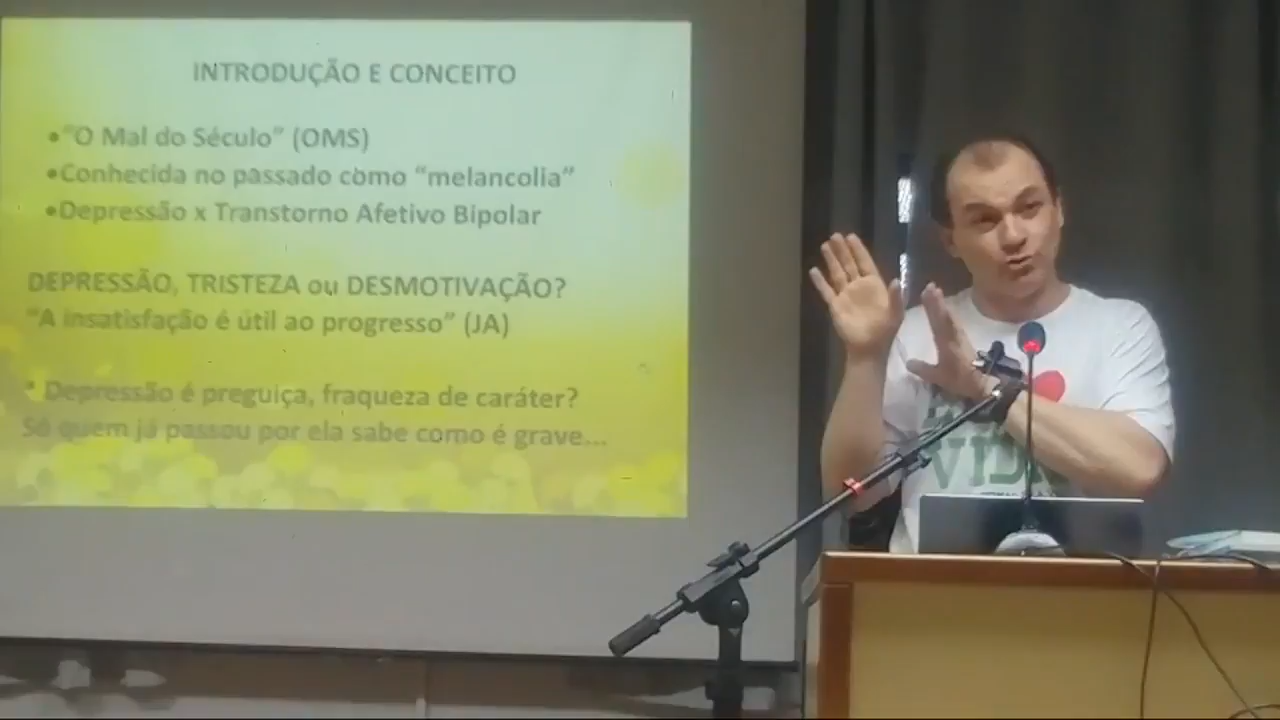 INTRODUÇÃO E CONCEITO
•"O Mal do Século" (OMS)
•Conhecida no passado como "melancolia"
•Depressão x Transtorno Afetivo Bipolar
DEPRESSÃO, TRISTEZA ou DESMOTIVAÇÃO?
"A insatisfação é útil ao progresso" (JA)
* Depressão é preguiça, fraqueza de caráter?
Só quem já passou por ela sabe como é grave...
VIDA